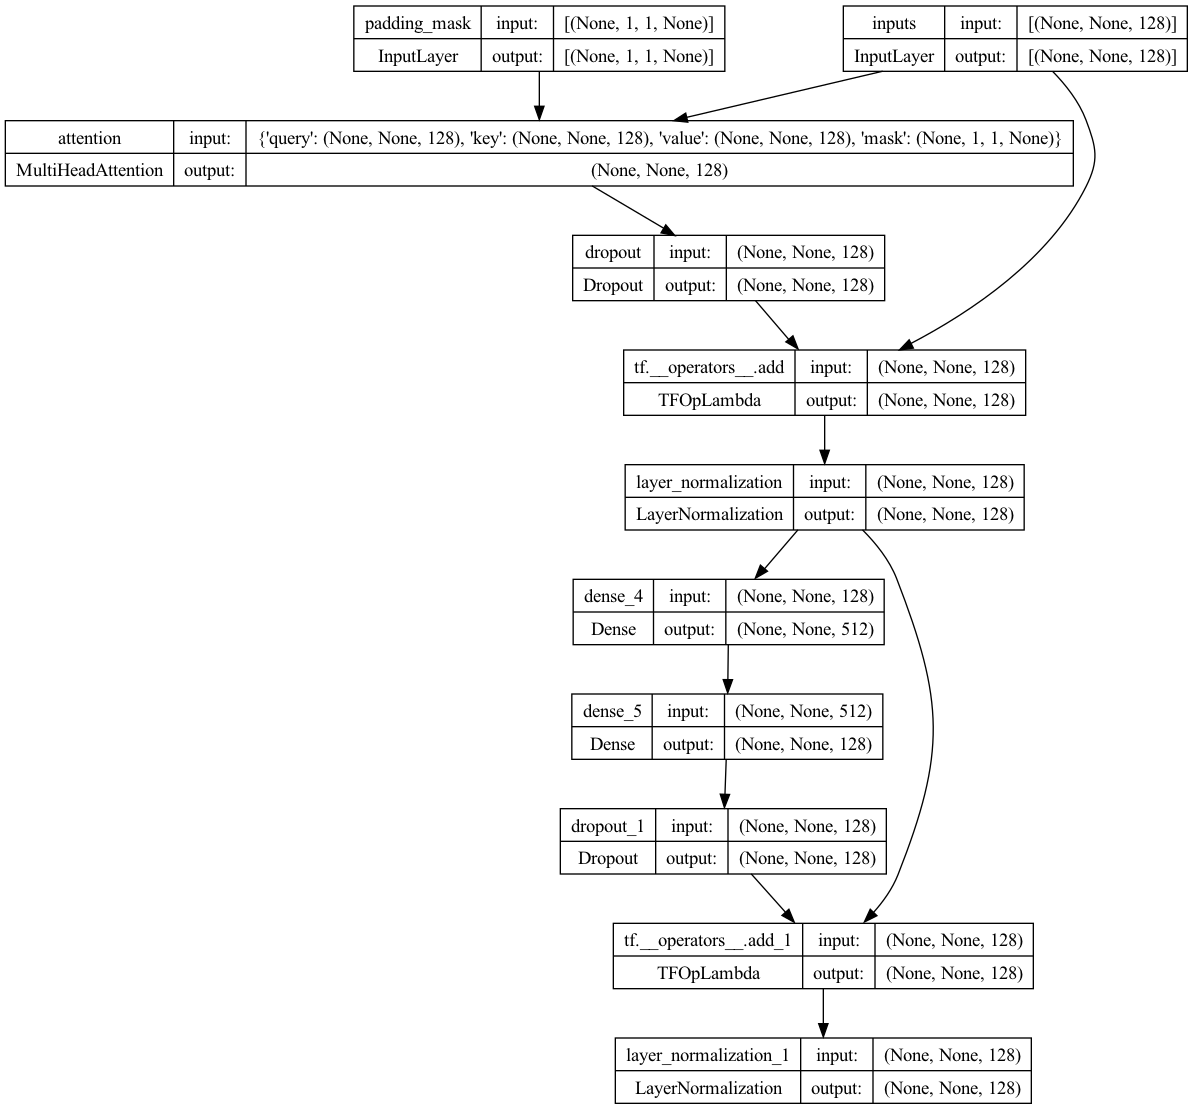 padding_mask input: [(None, 1, 1, None)]
InputLayer output: [(None, 1, 1, None)]
inputs input: [(None, None, 128)]
InputLayer output: [(None, None, 128)]
attention input: {'query': (None, None, 128), 'key': (None, None, 128), 'value': (None, None, 128), 'mask': (None, 1, 1, None)}
MultiHeadAttention output: (None, None, 128)
dropout input: (None, None, 128)
Dropout output: (None, None, 128)
tf.__operators__.add input: (None, None, 128)
TFOpLambda output: (None, None, 128)
layer_normalization input: (None, None, 128)
LayerNormalization output: (None, None, 128)
dense_4 input: (None, None, 128)
Dense output: (None, None, 512)
dense_5 input: (None, None, 512)
Dense output: (None, None, 128)
dropout_1 input: (None, None, 128)
Dropout output: (None, None, 128)
tf.__operators__.add_1 input: (None, None, 128)
TFOpLambda output: (None, None, 128)
layer_normalization_1 input: (None, None, 128)
LayerNormalization output: (None, None, 128)